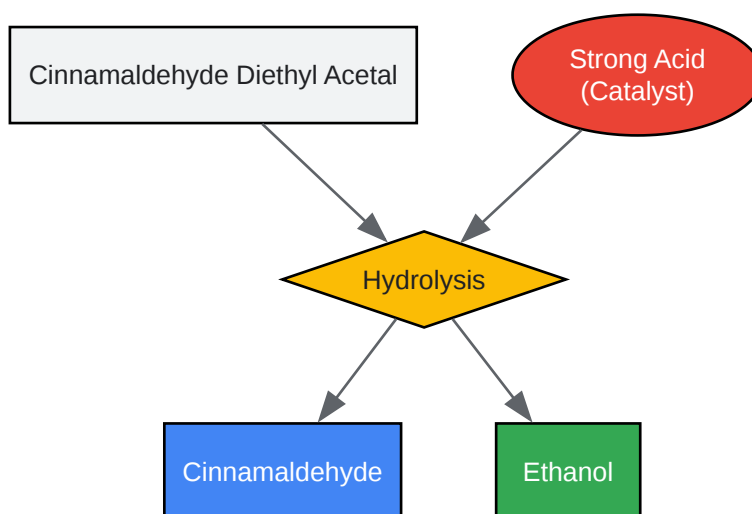 Cinnamaldehyde Diethyl Acetal
Strong Acid
(Catalyst)
Hydrolysis
Cinnamaldehyde
Ethanol